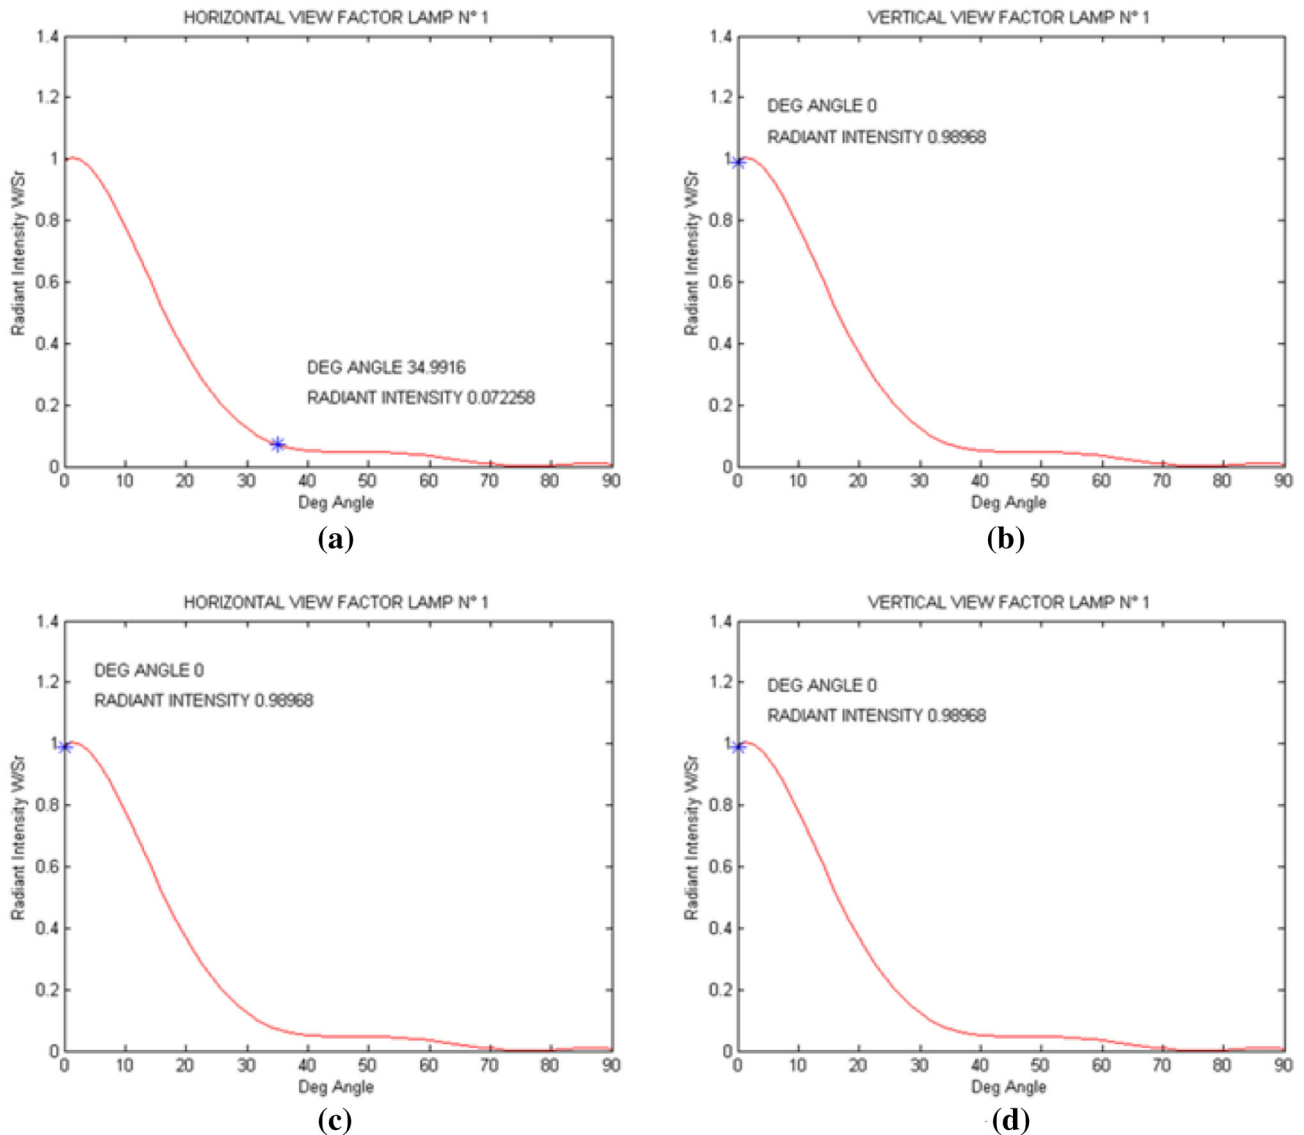 HORIZONTAL VIEW FACTOR LAMP N° 1
1.4
1.2
1
0.8
0.6
0.4
0.2
0
Radiant Intensity W/Sr
DEG ANGLE 34.9916
RADIANT INTENSITY 0.072258
0 10 20 30 40 50 60 70 80 90
Deg Angle
(a)
VERTICAL VIEW FACTOR LAMP N° 1
1.4
1.2
1
0.8
0.6
0.4
0.2
0
Radiant Intensity W/Sr
DEG ANGLE 0
RADIANT INTENSITY 0.98968
0 10 20 30 40 50 60 70 80 90
Deg Angle
(b)
HORIZONTAL VIEW FACTOR LAMP N° 1
1.4
1.2
1
0.8
0.6
0.4
0.2
0
Radiant Intensity W/Sr
DEG ANGLE 0
RADIANT INTENSITY 0.98968
0 10 20 30 40 50 60 70 80 90
Deg Angle
(c)
VERTICAL VIEW FACTOR LAMP N° 1
1.4
1.2
1
0.8
0.6
0.4
0.2
0
Radiant Intensity W/Sr
DEG ANGLE 0
RADIANT INTENSITY 0.98968
0 10 20 30 40 50 60 70 80 90
Deg Angle
(d)